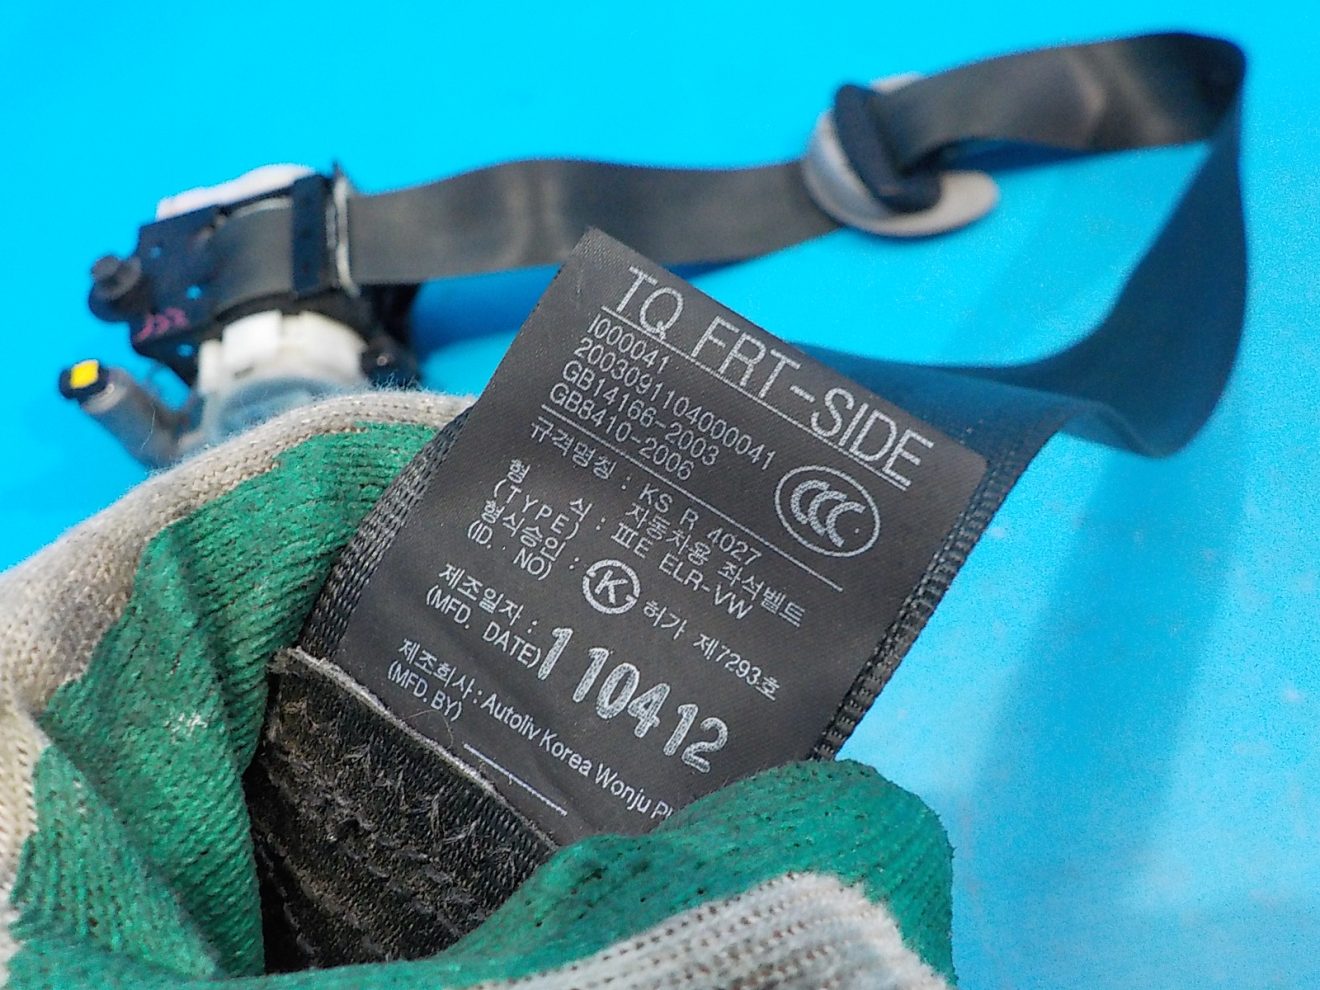 TQ FRT-SIDE
I000041
2003091104000041
GB14166-2003
GB8410-2006
CCC
규격명칭 : KS R 4027
자동차용 좌석벨트
형 식 : ⅢE ELR-VW
(TYPE)
형식승인 : K 허가 제7293호
(ID. NO)
제조일자 : 110412
(MFD. DATE)
제조회사 : Autoliv Korea Wonju
(MFD. BY)